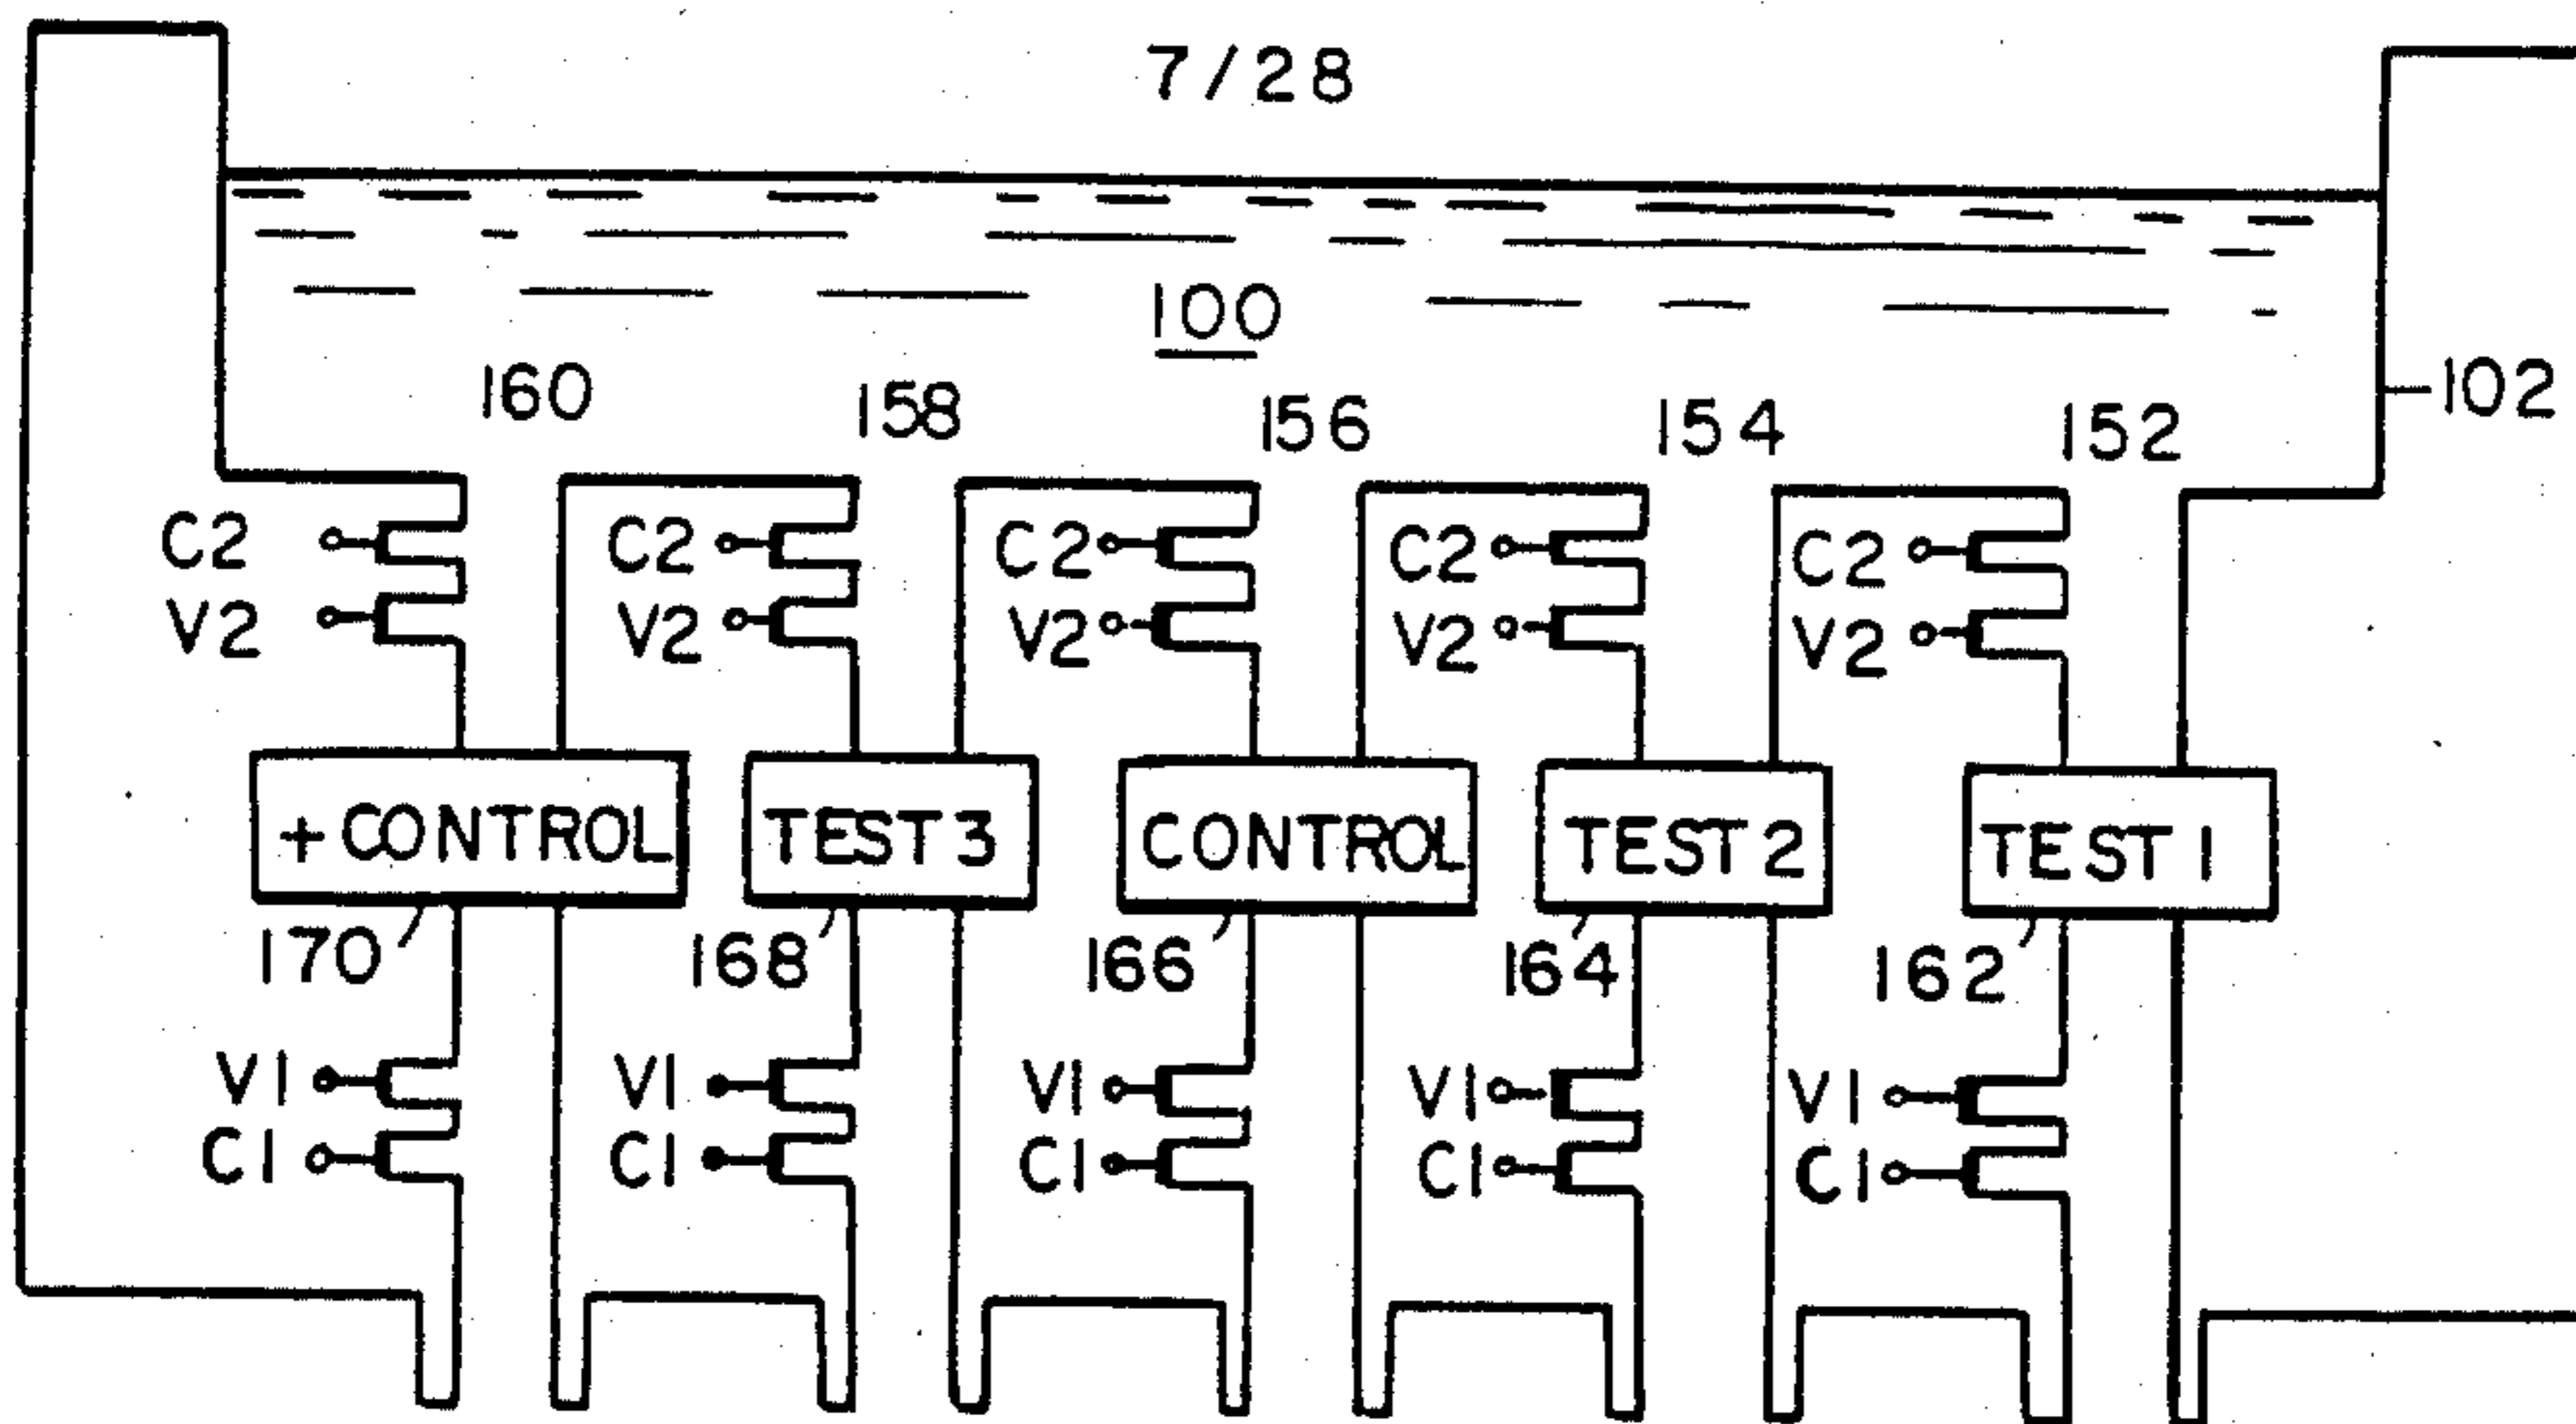 7/28
100
102
160 158 156 154 152
C2 C2 C2 C2 C2
V2 V2 V2 V2 V2
+CONTROL TEST 3 CONTROL TEST 2 TEST 1
170 168 166 164 162
V1 V1 V1 V1 V1
C1 C1 C1 C1 C1